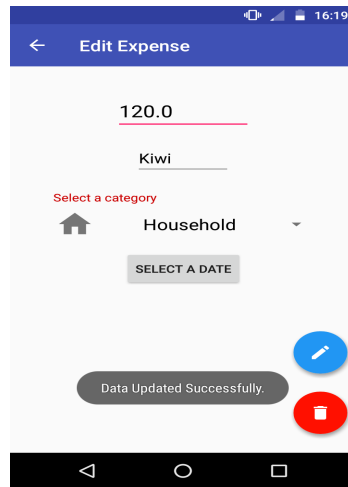 16:19
Edit Expense
120.0
Kiwi
Select a category
Household
SELECT A DATE
Data Updated Successfully.